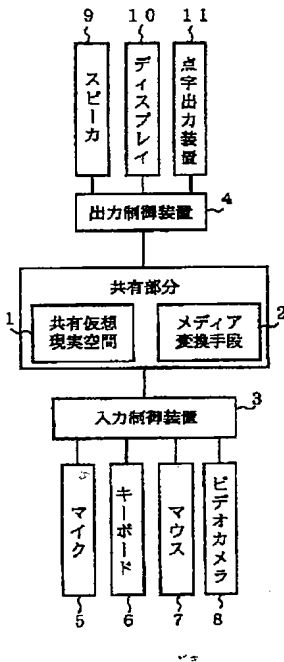 9
10
11
スピーカ
ディスプレイ
点字出力装置
4
出力制御装置
共有部分
1
共有仮想
現実空間
2
メディア
変換手段
3
入力制御装置
マイク
キーボード
マウス
ビデオカメラ
5
6
7
8